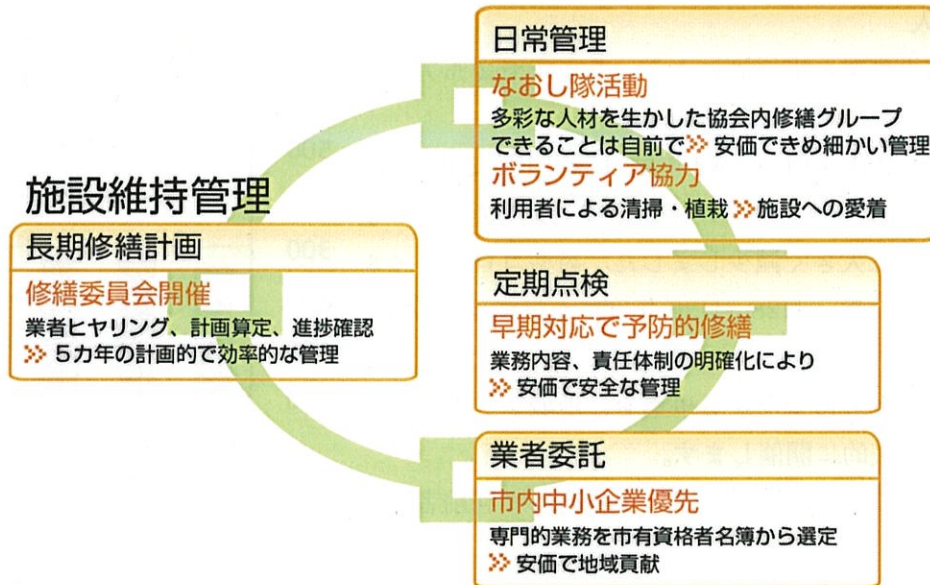 施設維持管理
長期修繕計画
修繕委員会開催
業者ヒヤリング、計画算定、進捗確認
>> 5カ年の計画的で効率的な管理
日常管理
なおし隊活動
多彩な人材を生かした協会内修繕グループ
できることは自前で>> 安価できめ細かい管理
ボランティア協力
利用者による清掃・植栽>>施設への愛着
定期点検
早期対応で予防的修繕
業務内容、責任体制の明確化により
>> 安価で安全な管理
業者委託
市内中小企業優先
専門的業務を市有資格者名簿から選定
>> 安価で地域貢献